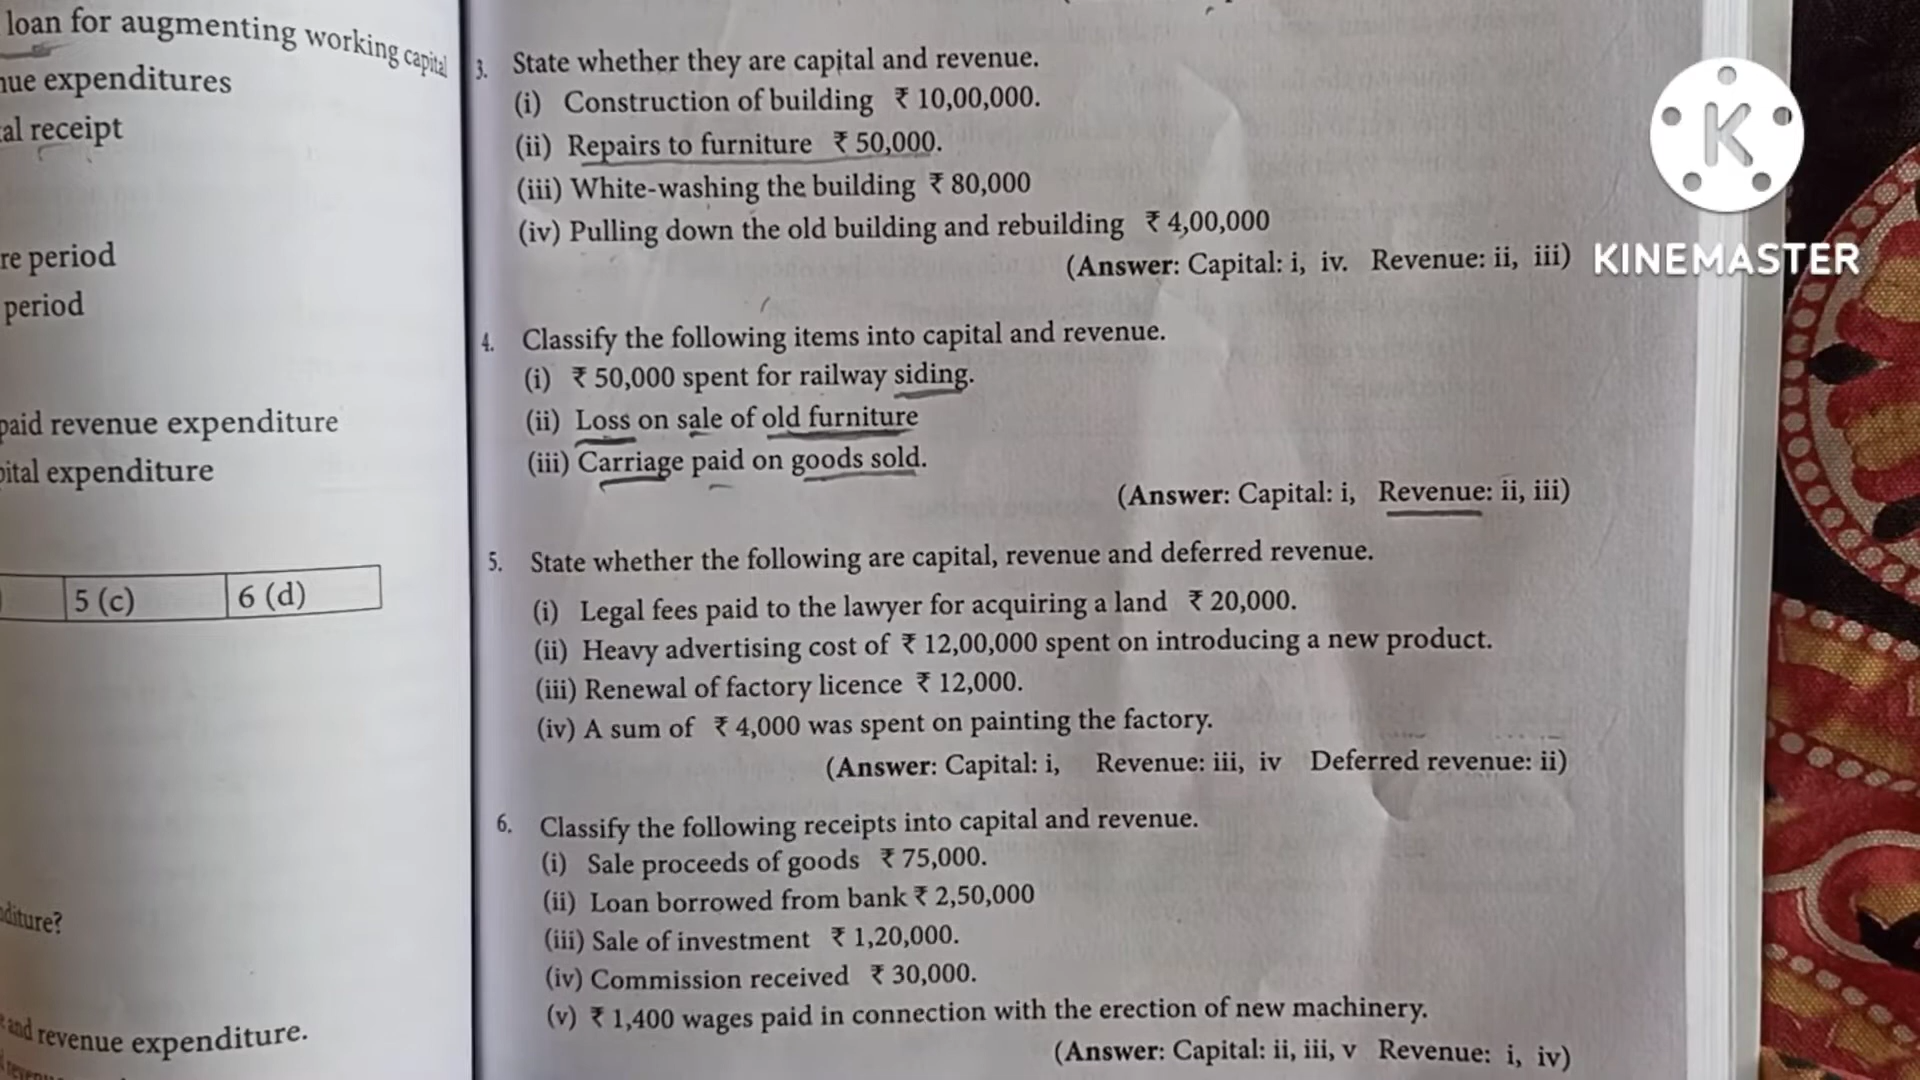 loan for augmenting working capital
nue expenditures
al receipt
re period
period
paid revenue expenditure
pital expenditure
5 (c) 6 (d)
diture?
and revenue expenditure.
3. State whether they are capital and revenue.
(i) Construction of building ₹ 10,00,000.
(ii) Repairs to furniture ₹ 50,000.
(iii) White-washing the building ₹ 80,000
(iv) Pulling down the old building and rebuilding ₹ 4,00,000
(Answer: Capital: i, iv. Revenue: ii, iii)
4. Classify the following items into capital and revenue.
(i) ₹ 50,000 spent for railway siding.
(ii) Loss on sale of old furniture
(iii) Carriage paid on goods sold.
(Answer: Capital: i, Revenue: ii, iii)
5. State whether the following are capital, revenue and deferred revenue.
(i) Legal fees paid to the lawyer for acquiring a land ₹ 20,000.
(ii) Heavy advertising cost of ₹ 12,00,000 spent on introducing a new product.
(iii) Renewal of factory licence ₹ 12,000.
(iv) A sum of ₹ 4,000 was spent on painting the factory.
(Answer: Capital: i, Revenue: iii, iv Deferred revenue: ii)
6. Classify the following receipts into capital and revenue.
(i) Sale proceeds of goods ₹ 75,000.
(ii) Loan borrowed from bank ₹ 2,50,000
(iii) Sale of investment ₹ 1,20,000.
(iv) Commission received ₹ 30,000.
(v) ₹ 1,400 wages paid in connection with the erection of new machinery.
(Answer: Capital: ii, iii, v Revenue: i, iv)
K
KINEMASTER